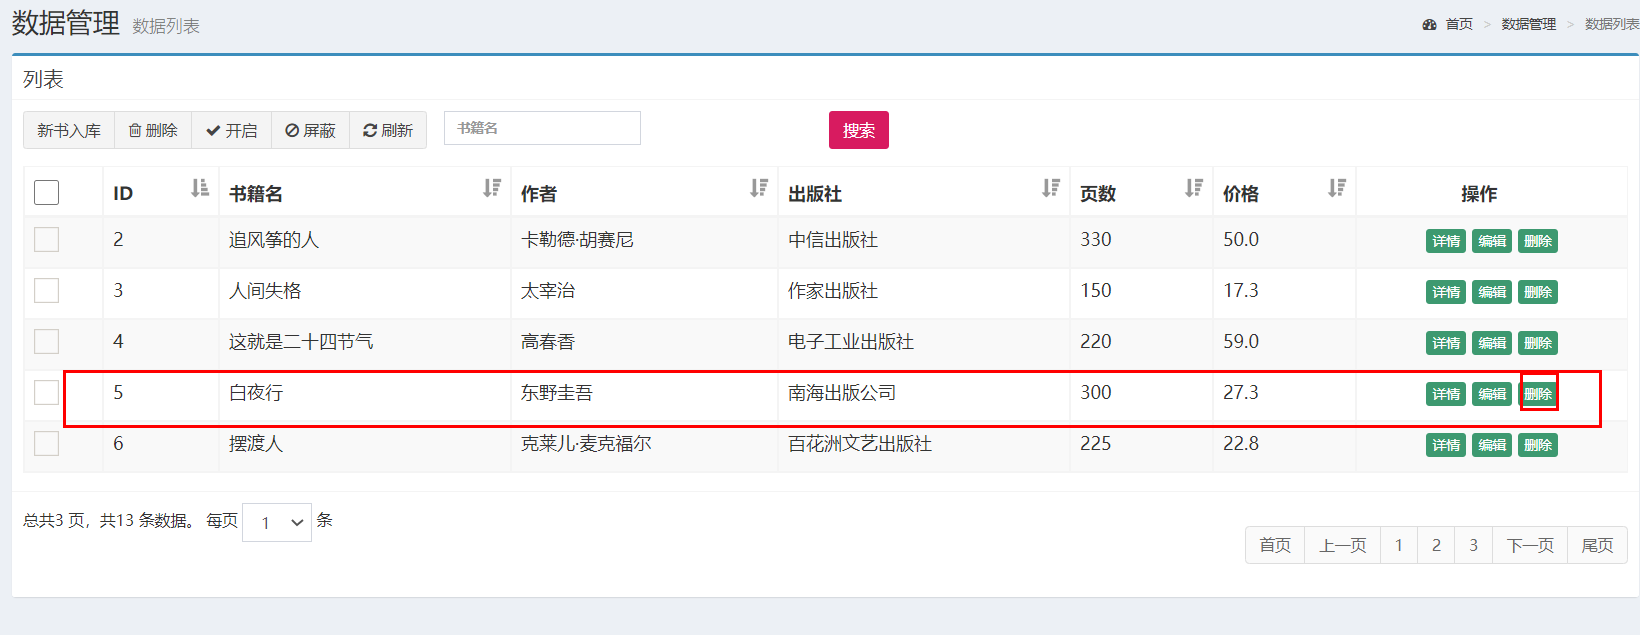 数据管理 数据列表 首页 > 数据管理 > 数据列表
列表
新书入库 删除 开启 屏蔽 刷新 书籍名 搜索
ID 书籍名 作者 出版社 页数 价格 操作
2 追风筝的人 卡勒德·胡赛尼 中信出版社 330 50.0 详情 编辑 删除
3 人间失格 太宰治 作家出版社 150 17.3 详情 编辑 删除
4 这就是二十四节气 高春香 电子工业出版社 220 59.0 详情 编辑 删除
5 白夜行 东野圭吾 南海出版公司 300 27.3 详情 编辑 删除
6 摆渡人 克莱儿·麦克福尔 百花洲文艺出版社 225 22.8 详情 编辑 删除
总共3 页，共13 条数据。 每页 1 条
首页 上一页 1 2 3 下一页 尾页